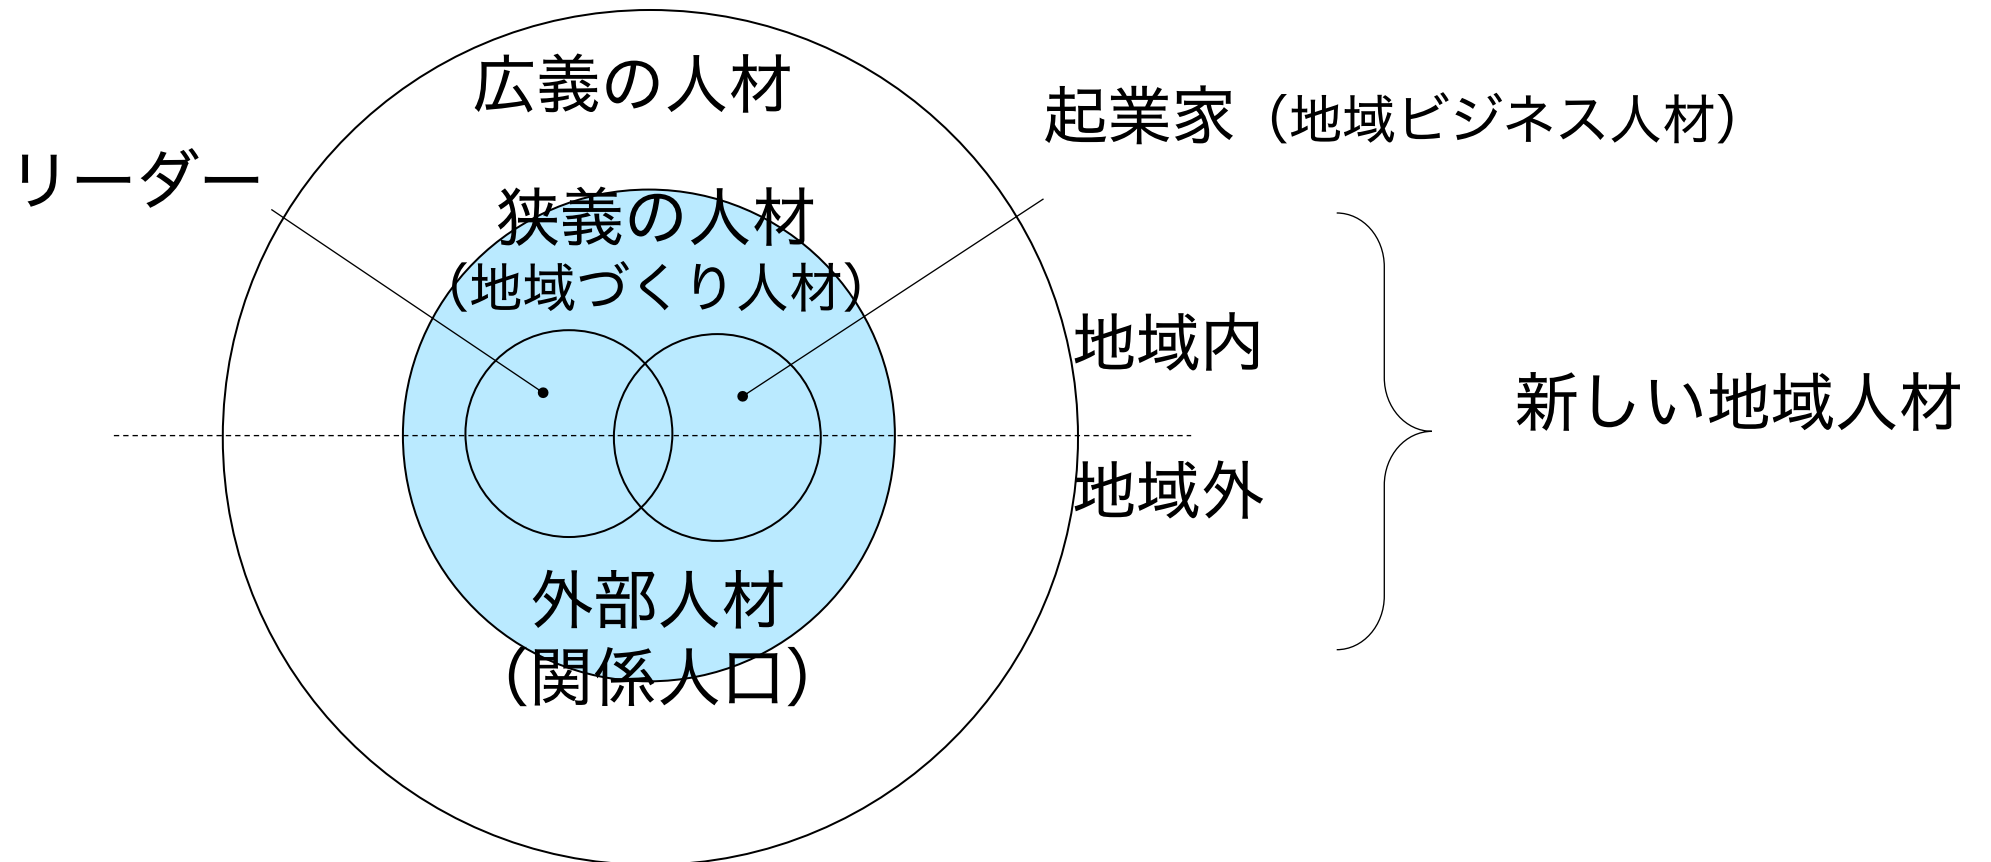 広義の人材
起業家（地域ビジネス人材）
リーダー
狭義の人材
（地域づくり人材）
地域内
新しい地域人材
地域外
外部人材
（関係人口）